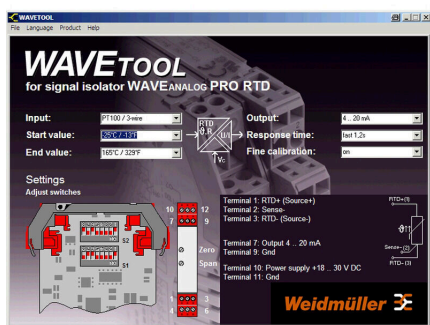 WAVETOOL
File Language Product Help
WAVETOOL
for signal isolator WAVEANALOG PRO RTD
Input: PT100 / 3-wire
Output: 4 .. 20 mA
Start value: -25°C / -13°F
Response time: fast 1,2s
End value: 165°C / 329°F
Fine calibration: on
RTD
ϑ.R
U/I
Vc
Settings
Adjust switches
10 12
7 9
S2
S1
Zero
Span
1 3
4 6
Terminal 1: RTD+ (Source+)
Terminal 2: Sense-
Terminal 3: RTD- (Source-)
Terminal 7: Output 4 .. 20 mA
Terminal 9: Gnd
Terminal 10: Power supply +18 .. 30 V DC
Terminal 11: Gnd
RTD+(1)
Sense-(2)
RTD- (3)
Weidmüller